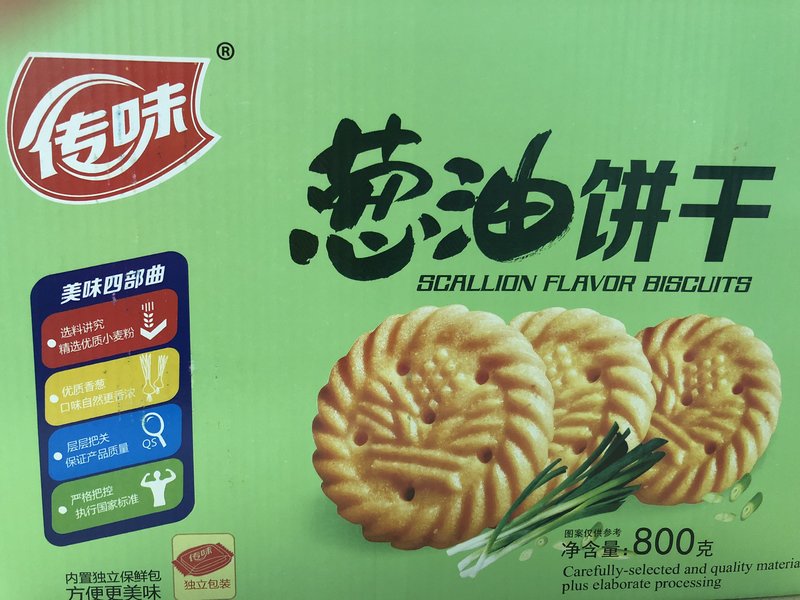 传味®
葱油饼干
SCALLION FLAVOR BISCUITS
美味四部曲
选料讲究
精选优质小麦粉
优质香葱
口味自然更香浓
层层把关
保证产品质量
QS
严格把控
执行国家标准
内置独立保鲜包
方便更美味
传味
独立包装
图案仅供参考
净含量:800克
Carefully-selected and quality materia
plus elaborate processing